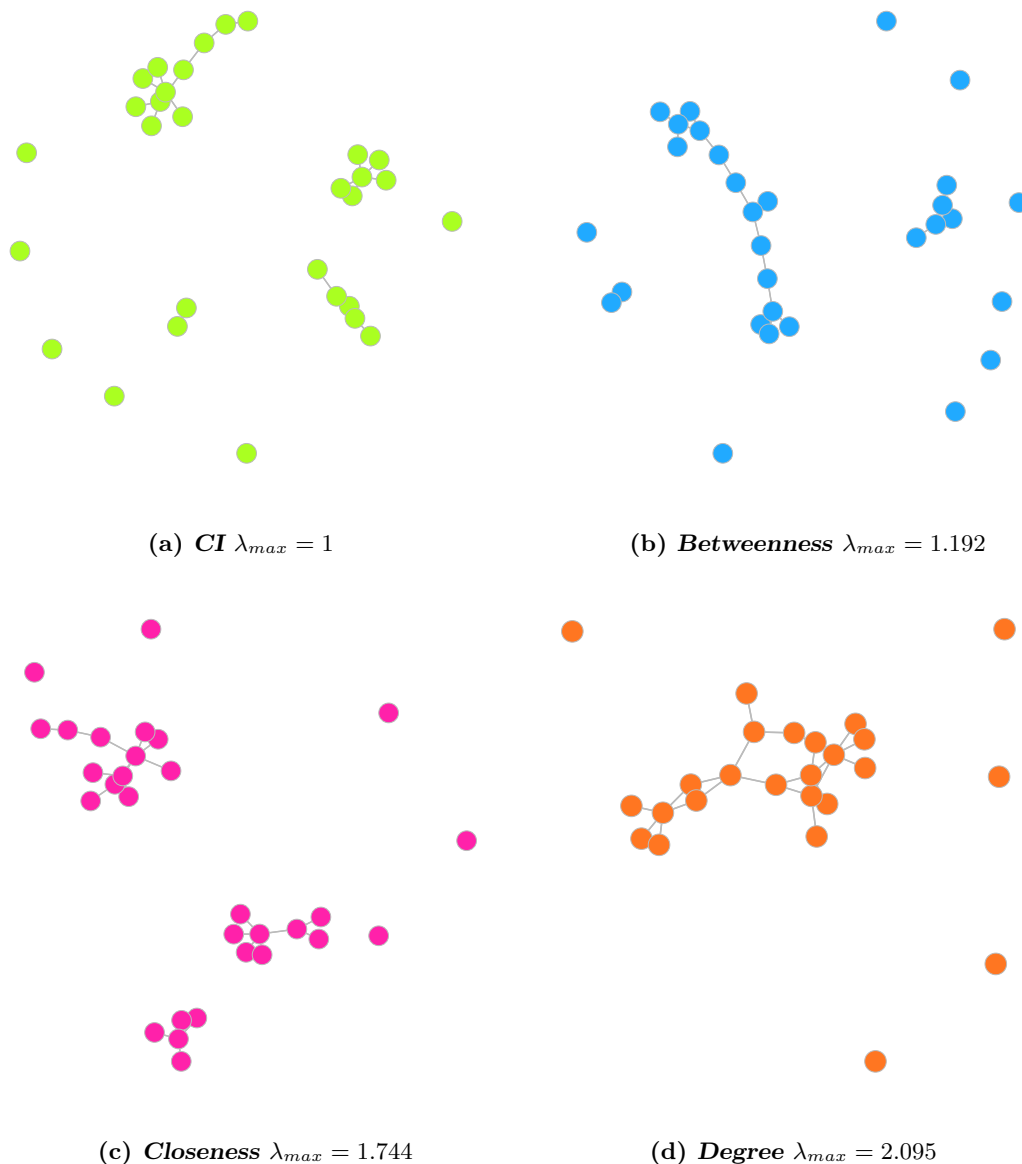 (a) CI λmax = 1
(b) Betweenness λmax = 1.192
(c) Closeness λmax = 1.744
(d) Degree λmax = 2.095